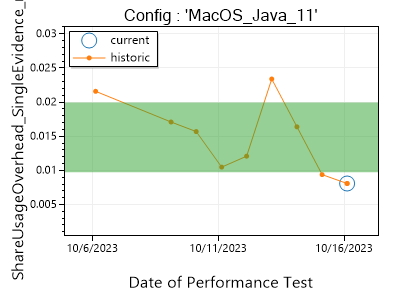 Config : 'MacOS_Java_11'
ShareUsageOverhead_SingleEvidence_
0.03
0.025
0.02
0.015
0.01
0.005
current
historic
10/6/2023
10/11/2023
10/16/2023
Date of Performance Test